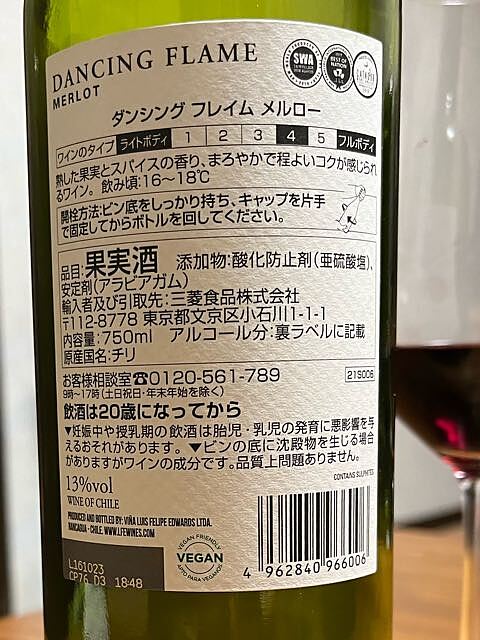 DANCING FLAME
MERLOT
SWA
BEST OF NATION
ダンシング フレイム メルロー
ワインのタイプ ライトボディ 1 2 3 4 5 フルボディ
熟した果実とスパイスの香り、まろやかで程よいコクが感じられ
るワイン。 飲み頃:16〜18℃
開栓方法:ビン底をしっかり持ち、キャップを片手
で固定してからボトルを回してください。
品目:果実酒 添加物:酸化防止剤(亜硫酸塩)、
安定剤(アラビアガム)
輸入者及び引取先:三菱食品株式会社
〒112-8778 東京都文京区小石川1-1-1
内容量:750ml アルコール分:裏ラベルに記載
原産国名:チリ
お客様相談室☎0120-561-789 21S006
9時〜17時(土日祝日・年末年始を除く)
飲酒は20歳になってから
▼妊娠中や授乳期の飲酒は胎児・乳児の発育に悪影響を与
えるおそれがあります。 ▼ビンの底に沈殿物を生じる場合
がありますがワインの成分です。品質上問題ありません。
CONTAINS SULPHITES
13%vol
WINE OF CHILE
PRODUCED AND BOTTLED BY: VIÑA LUIS FELIPE EDWARDS LTDA.
RANCAGUA - CHILE. WWW.LFEWINES.COM
VEGAN FRIENDLY
VEGAN
APTO PARA VEGANOS
L161023
CP76 03 18:48
4 962840 966006